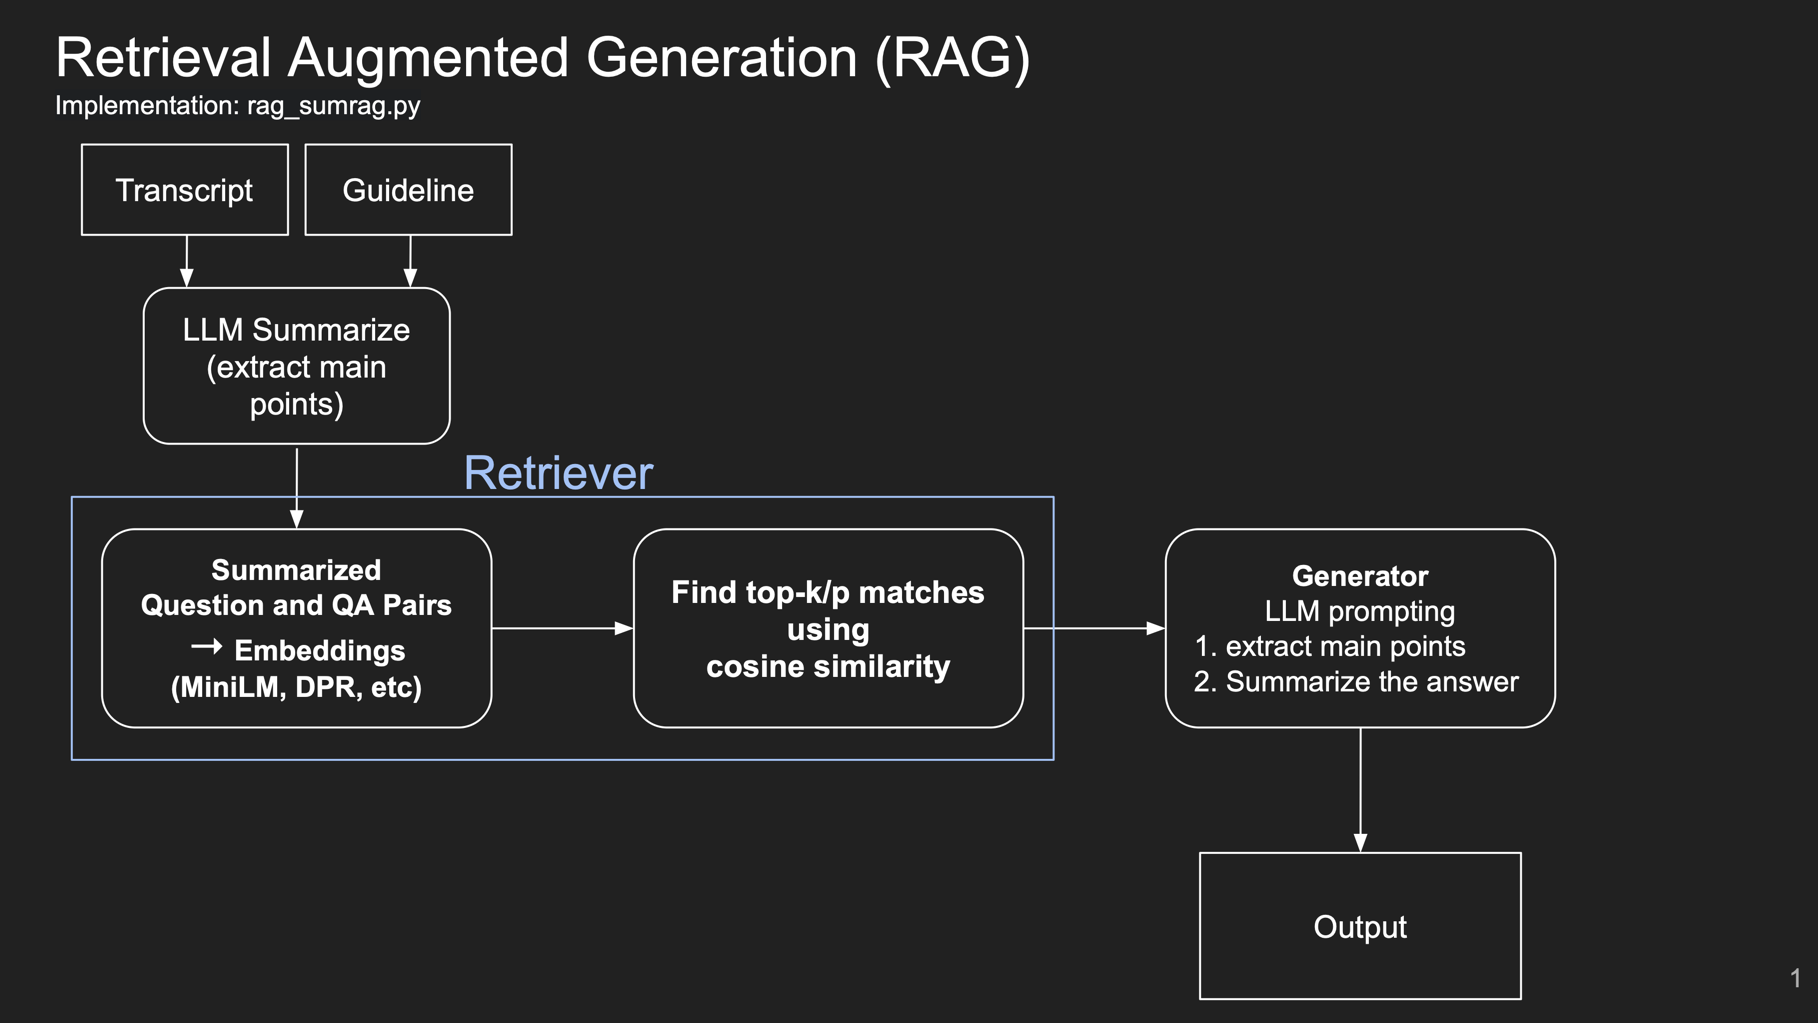 Retrieval Augmented Generation (RAG)
Implementation: rag_sumrag.py
Transcript
Guideline
LLM Summarize
(extract main
points)
Retriever
Summarized
Question and QA Pairs
→ Embeddings
(MiniLM, DPR, etc)
Find top-k/p matches
using
cosine similarity
Generator
LLM prompting
1. extract main points
2. Summarize the answer
Output
1